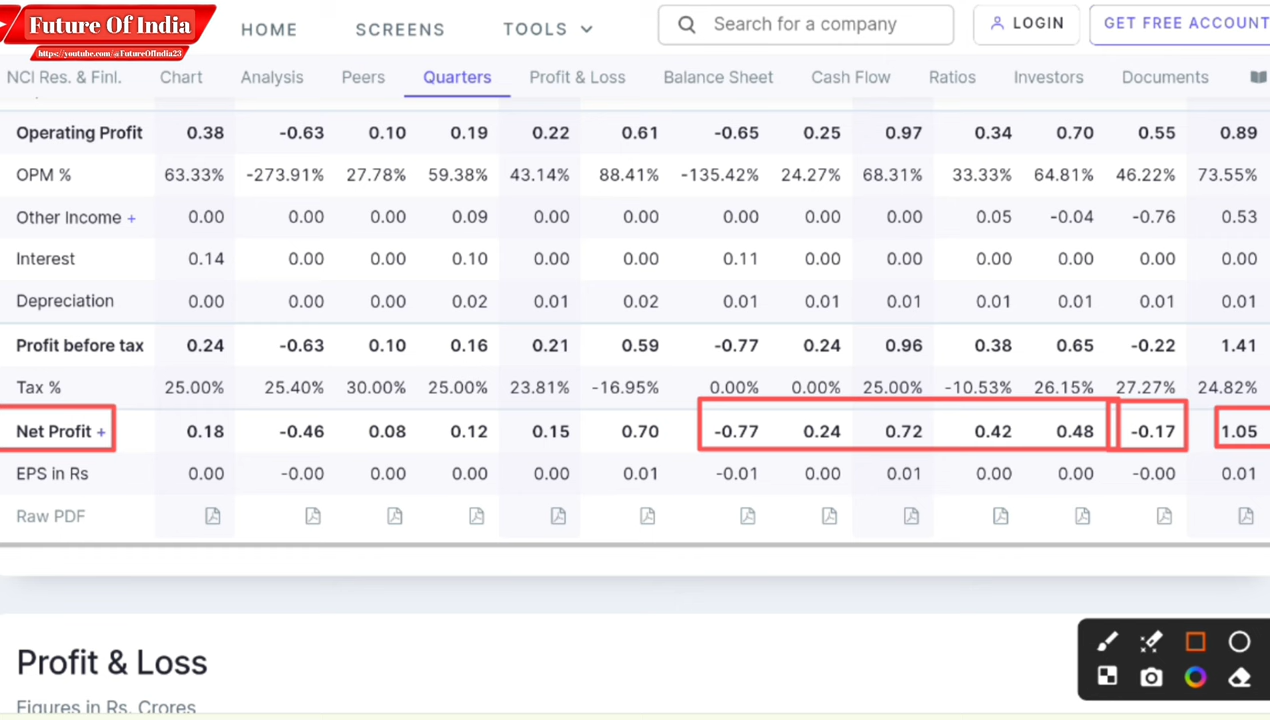 Future Of India
https://youtube.com/@FutureOfIndia23
HOME SCREENS TOOLS Search for a company LOGIN GET FREE ACCOUNT
NCI Res. & Finl. Chart Analysis Peers Quarters Profit & Loss Balance Sheet Cash Flow Ratios Investors Documents
Operating Profit 0.38 -0.63 0.10 0.19 0.22 0.61 -0.65 0.25 0.97 0.34 0.70 0.55 0.89
OPM % 63.33% -273.91% 27.78% 59.38% 43.14% 88.41% -135.42% 24.27% 68.31% 33.33% 64.81% 46.22% 73.55%
Other Income + 0.00 0.00 0.00 0.09 0.00 0.00 0.00 0.00 0.00 0.05 -0.04 -0.76 0.53
Interest 0.14 0.00 0.00 0.10 0.00 0.00 0.11 0.00 0.00 0.00 0.00 0.00 0.00
Depreciation 0.00 0.00 0.00 0.02 0.01 0.02 0.01 0.01 0.01 0.01 0.01 0.01 0.01
Profit before tax 0.24 -0.63 0.10 0.16 0.21 0.59 -0.77 0.24 0.96 0.38 0.65 -0.22 1.41
Tax % 25.00% 25.40% 30.00% 25.00% 23.81% -16.95% 0.00% 0.00% 25.00% -10.53% 26.15% 27.27% 24.82%
Net Profit + 0.18 -0.46 0.08 0.12 0.15 0.70 -0.77 0.24 0.72 0.42 0.48 -0.17 1.05
EPS in Rs 0.00 -0.00 0.00 0.00 0.00 0.01 -0.01 0.00 0.01 0.00 0.00 -0.00 0.01
Raw PDF
Profit & Loss
Figures in Rs. Crores